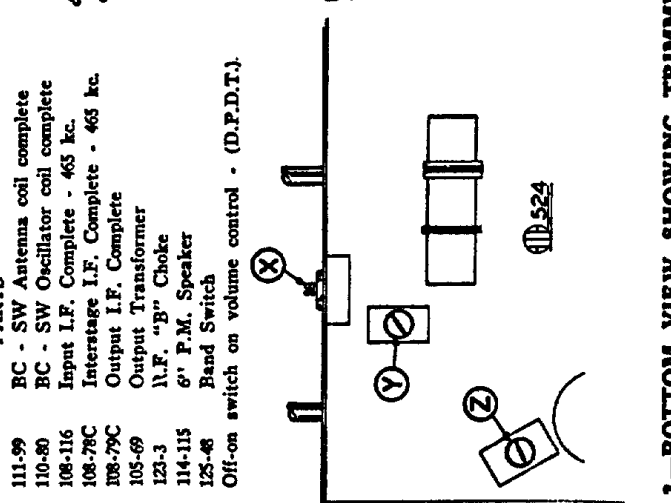 111-99 BC - SW Antenna coil complete
110-80 BC - SW Oscillator coil complete
108-116 Input I.F. Complete - 465 kc.
108-78C Interstage I.F. Complete - 465 kc.
108-79C Output I.F. Complete
105-69 Output Transformer
123-3 R.F. "B" Choke
114-115 6" P.M. Speaker
125-48 Band Switch
Off-on switch on volume control - (D.P.D.T.).
X
Y
Z
524
BOTTOM VIEW SHOWING TRIMM